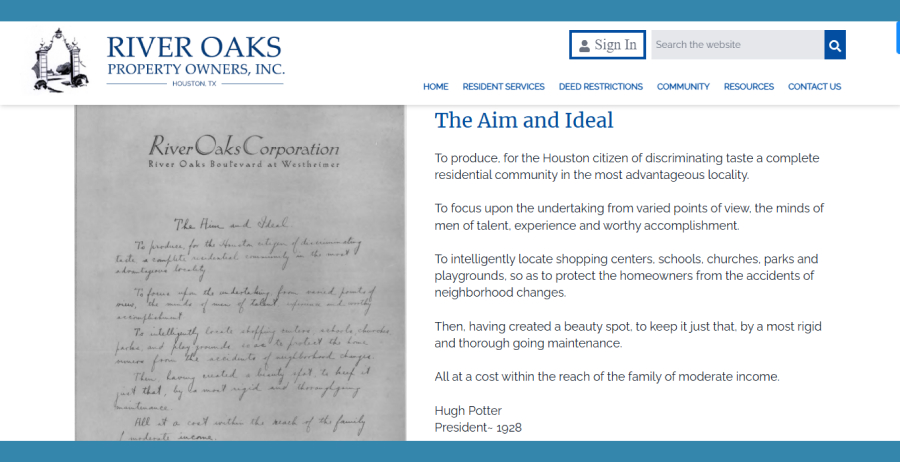 RIVER OAKS
PROPERTY OWNERS, INC.
HOUSTON, TX
Sign In
Search the website
HOME RESIDENT SERVICES DEED RESTRICTIONS COMMUNITY RESOURCES CONTACT US
River Oaks Corporation
River Oaks Boulevard at Westheimer
The Aim and Ideal
To produce, for the Houston citizen of discriminating
taste, a complete residential community in the most
advantageous locality
To focus upon the undertaking from varied points of
view, the minds of men of talent experience and worthy
accomplishment
To intelligently locate shopping centers, schools, churches
parks, and play grounds, so as to protect the home
owners from the accidents of neighborhood changes.
Then having created a beauty spot, to keep it
just that, by a most rigid and thoroughgoing
maintenance.
All at a cost within the reach of the family
of moderate income.
The Aim and Ideal
To produce, for the Houston citizen of discriminating taste a complete
residential community in the most advantageous locality.
To focus upon the undertaking from varied points of view, the minds of
men of talent, experience and worthy accomplishment.
To intelligently locate shopping centers, schools, churches, parks and
playgrounds, so as to protect the homeowners from the accidents of
neighborhood changes.
Then, having created a beauty spot, to keep it just that, by a most rigid
and thorough going maintenance.
All at a cost within the reach of the family of moderate income.
Hugh Potter
President~ 1928